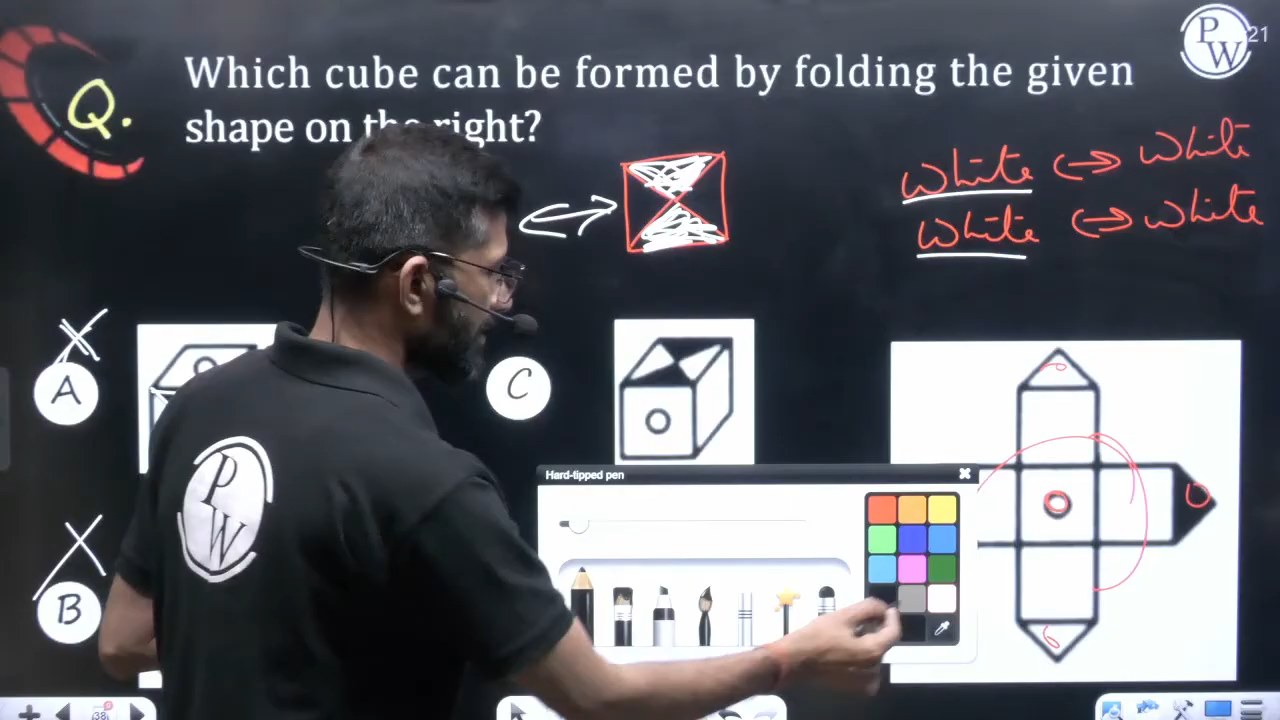 P
W
21
Q.
Which cube can be formed by folding the given
shape on the right?
White ↔ White
White ↔ White
A
C
B
P
W
Hard-tipped pen
38